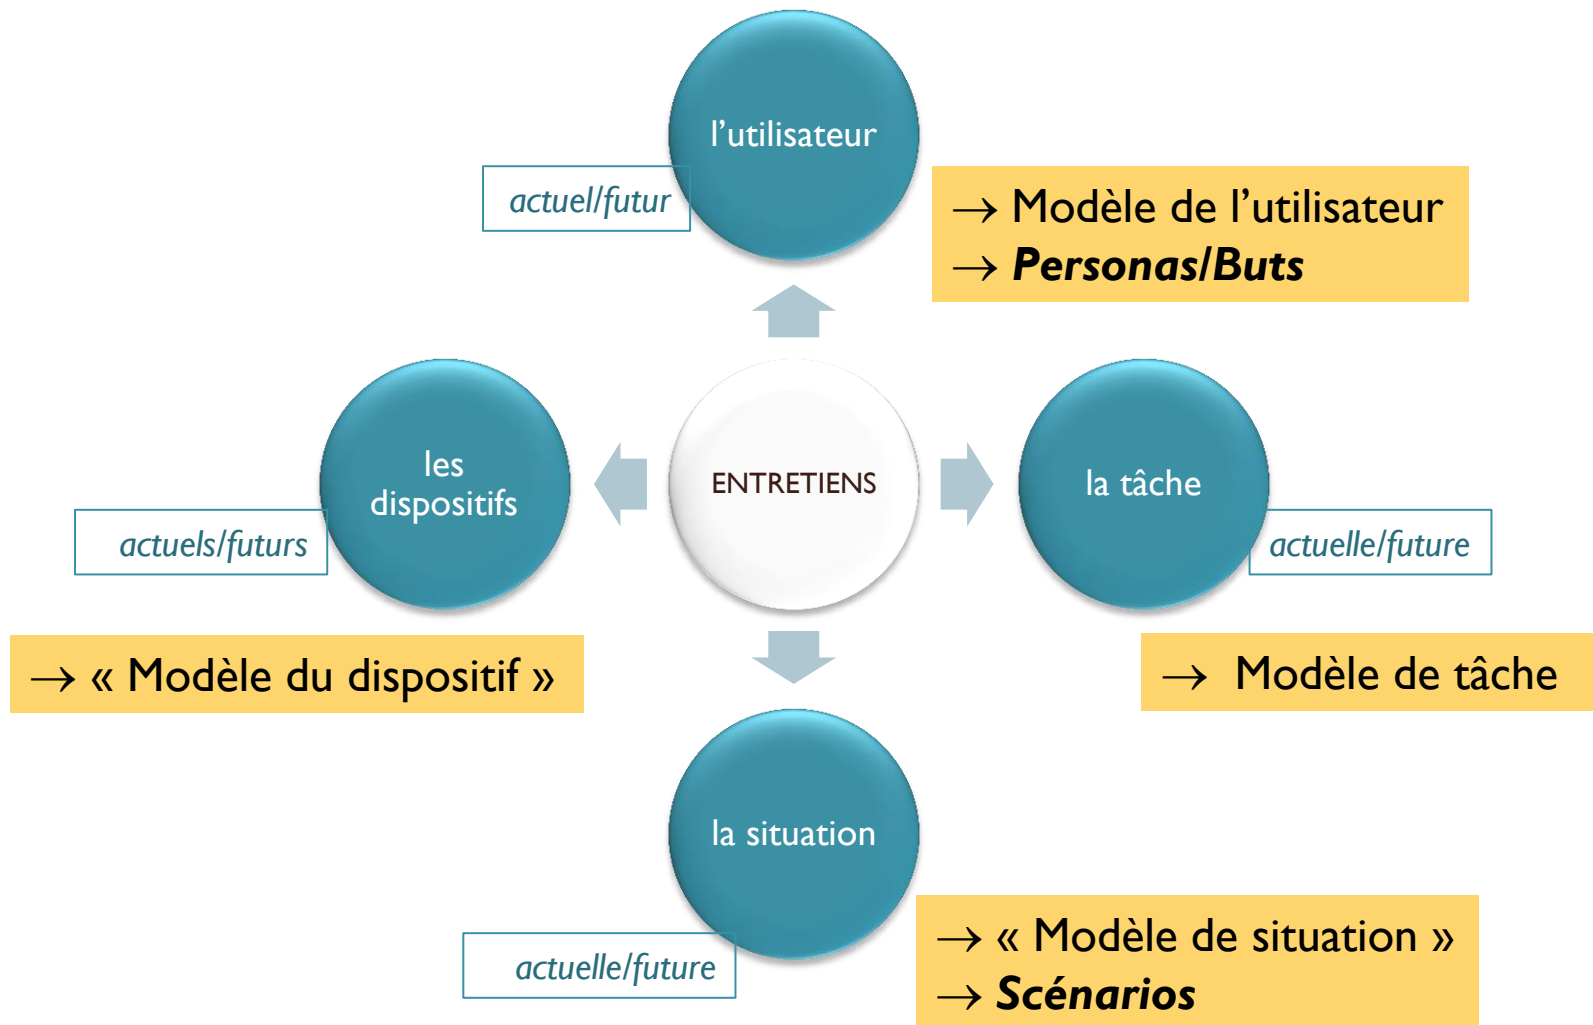 l’utilisateur
actuel/futur
→ Modèle de l’utilisateur
→ Personas/Buts
les
dispositifs
actuels/futurs
→ « Modèle du dispositif »
ENTRETIENS
la tâche
actuelle/future
→ Modèle de tâche
la situation
actuelle/future
→ « Modèle de situation »
→ Scénarios